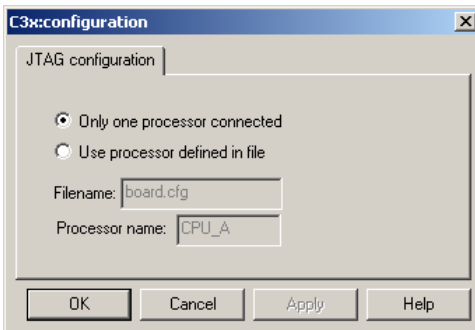 C3x:configuration
JTAG configuration
Only one processor connected
Use processor defined in file
Filename: board.cfg
Processor name: CPU_A
OK Cancel Apply Help